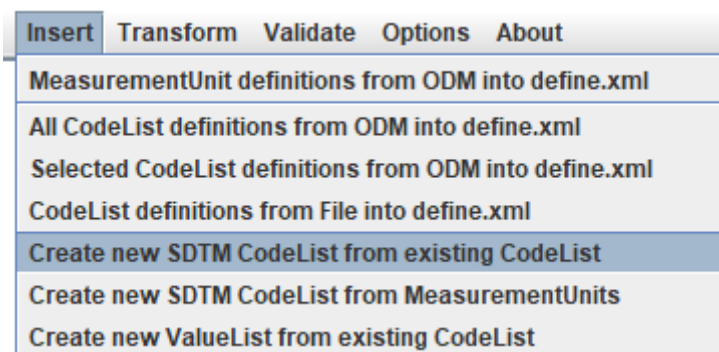 Insert Transform Validate Options About
MeasurementUnit definitions from ODM into define.xml
All CodeList definitions from ODM into define.xml
Selected CodeList definitions from ODM into define.xml
CodeList definitions from File into define.xml
Create new SDTM CodeList from existing CodeList
Create new SDTM CodeList from MeasurementUnits
Create new ValueList from existing CodeList